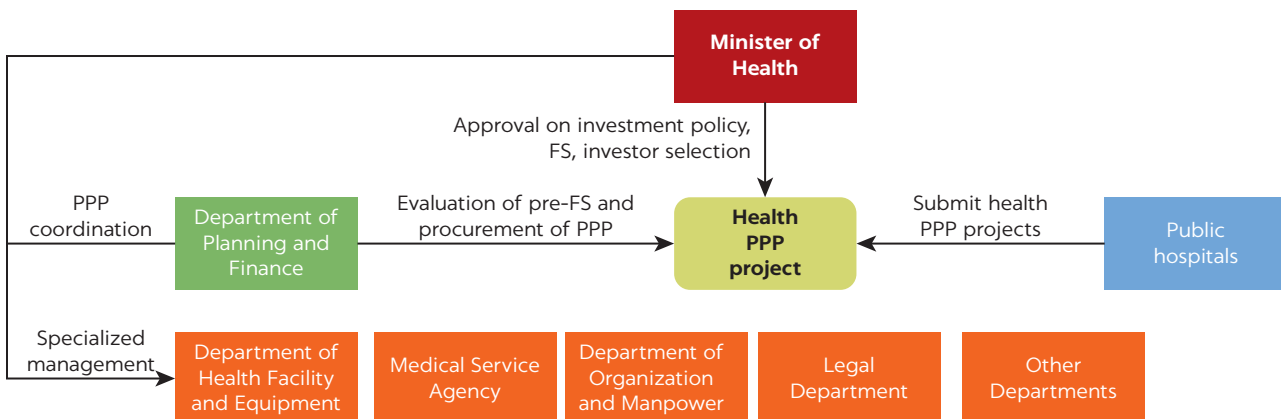 Minister of
Health
Approval on investment policy,
FS, investor selection
PPP
coordination
Department of
Planning and
Finance
Evaluation of pre-FS and
procurement of PPP
Health
PPP
project
Submit health
PPP projects
Public
hospitals
Specialized
management
Department of
Health Facility
and Equipment
Medical Service
Agency
Department of
Organization
and Manpower
Legal
Department
Other
Departments